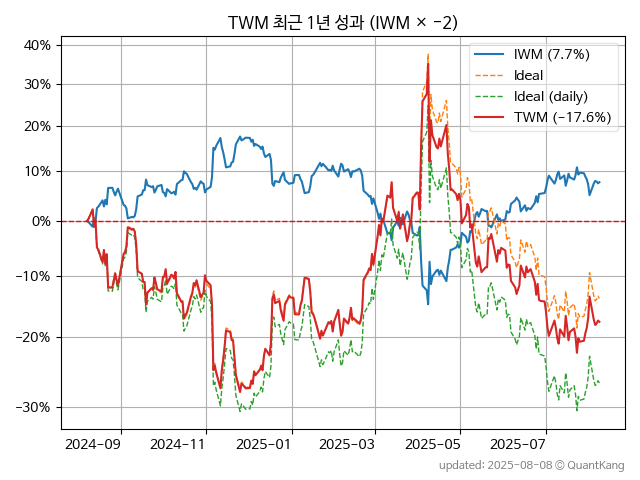 TWM 최근 1년 성과 (IWM × −2)
IWM (7.7%)
Ideal
Ideal (daily)
TWM (−17.6%)
40%
30%
20%
10%
0%
−10%
−20%
−30%
2024-09 2024-11 2025-01 2025-03 2025-05 2025-07
updated: 2025-08-08 © QuantKang